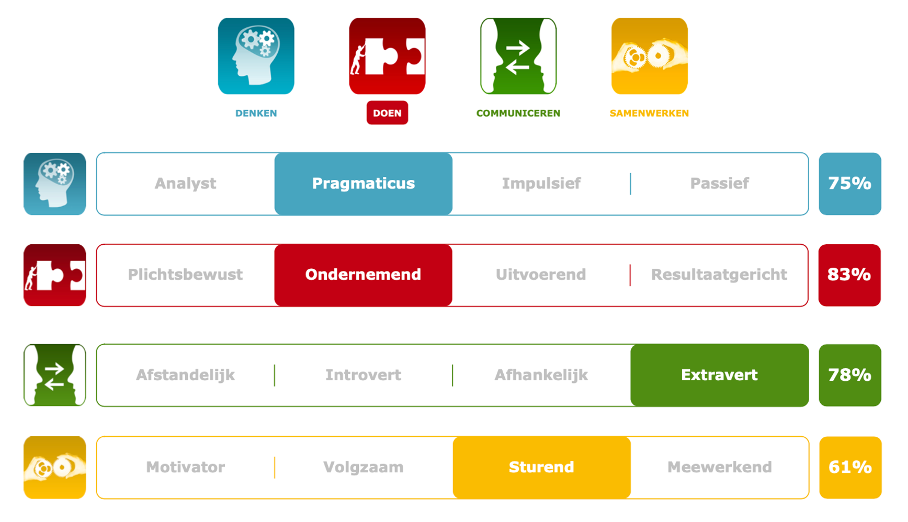 DENKEN DOEN COMMUNICEREN SAMENWERKEN
Analyst Pragmaticus Impulsief Passief 75%
Plichtsbewust Ondernemend Uitvoerend Resultaatgericht 83%
Afstandelijk Introvert Afhankelijk Extravert 78%
Motivator Volgzaam Sturend Meewerkend 61%